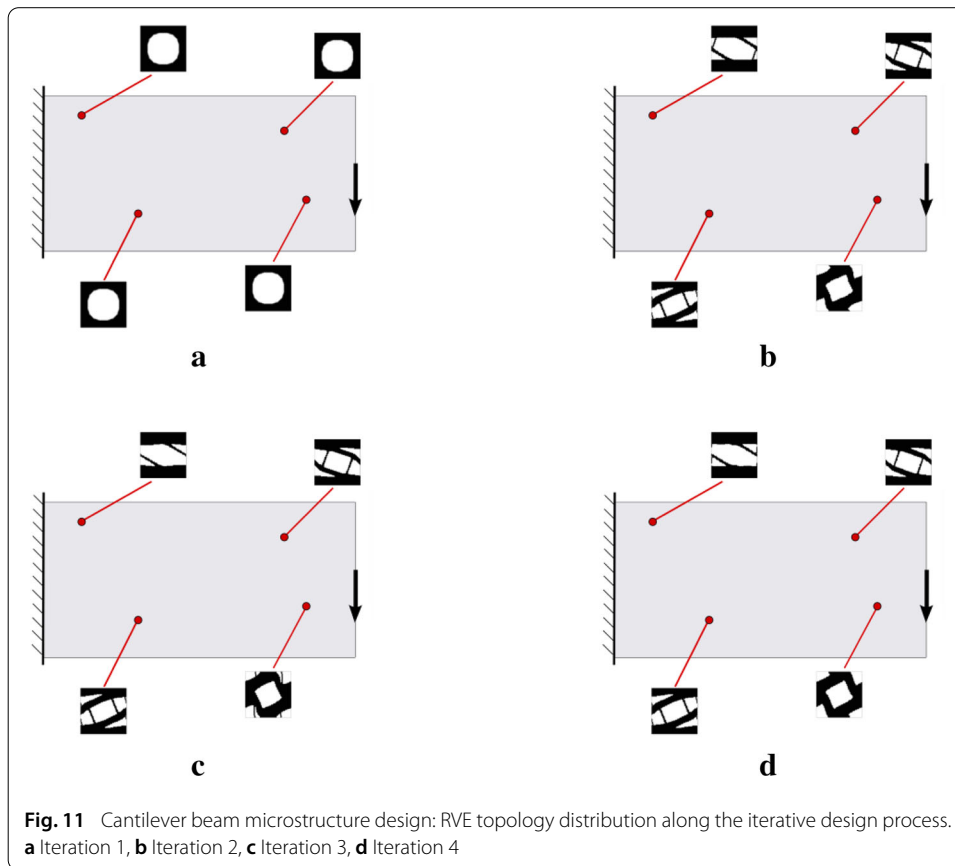 a
b
c
d
Fig. 11 Cantilever beam microstructure design: RVE topology distribution along the iterative design process.
a Iteration 1, b Iteration 2, c Iteration 3, d Iteration 4